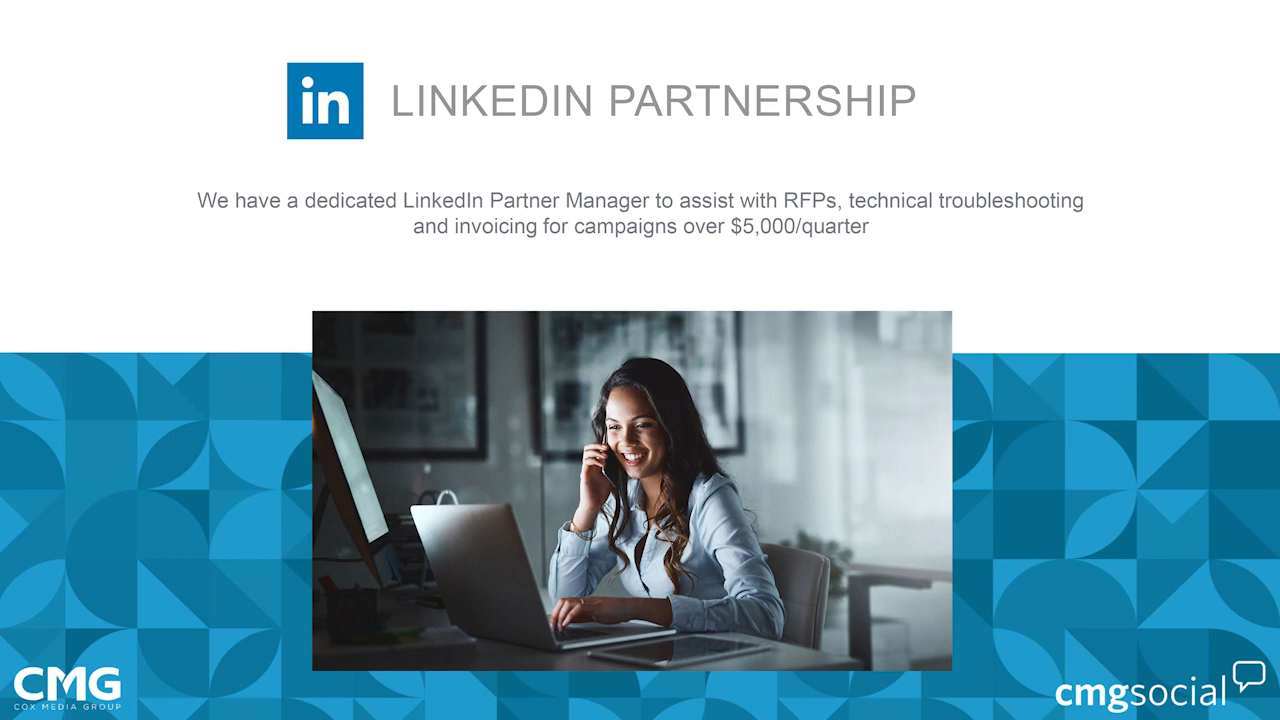 in LINKEDIN PARTNERSHIP
We have a dedicated LinkedIn Partner Manager to assist with RFPs, technical troubleshooting
and invoicing for campaigns over $5,000/quarter
CMG
COX MEDIA GROUP
cmgsocial